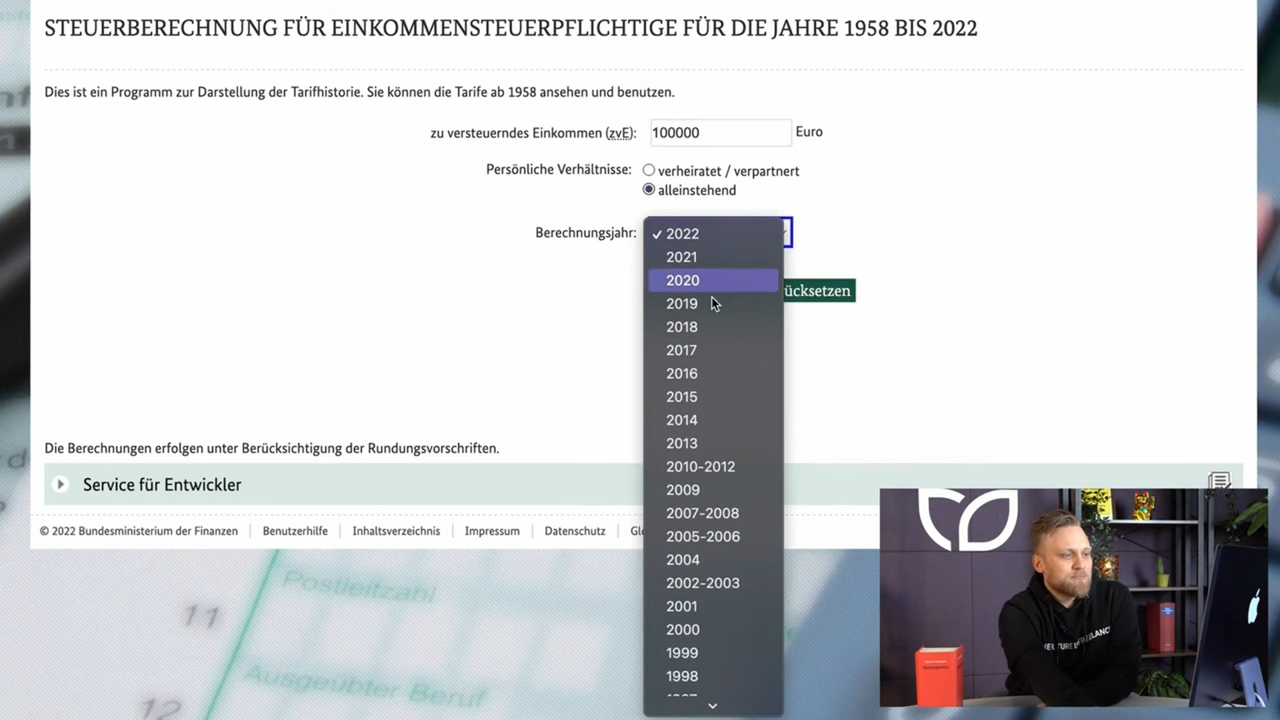 STEUERBERECHNUNG FÜR EINKOMMENSTEUERPFLICHTIGE FÜR DIE JAHRE 1958 BIS 2022
Dies ist ein Programm zur Darstellung der Tarifhistorie. Sie können die Tarife ab 1958 ansehen und benutzen.
zu versteuerndes Einkommen (zvE): 100000 Euro
Persönliche Verhältnisse: verheiratet / verpartnert
alleinstehend
Berechnungsjahr: ✓ 2022
2021
2020
ücksetzen
2019
2018
2017
2016
2015
2014
2013
Die Berechnungen erfolgen unter Berücksichtigung der Rundungsvorschriften.
2010-2012
Service für Entwickler
2009
2007-2008
© 2022 Bundesministerium der Finanzen Benutzerhilfe Inhaltsverzeichnis Impressum Datenschutz
2005-2006
2004
2002-2003
2001
2000
1999
1998
Postleitzahl
11
Ausgeübter Beruf
12